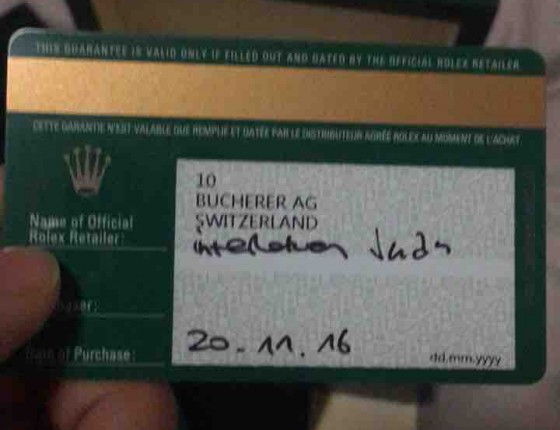 THIS GUARANTEE IS VALID ONLY IF FILLED OUT AND DATED BY THE OFFICIAL ROLEX RETAILER.
CETTE GARANTIE N'EST VALABLE QUE REMPLIE ET DATÉE PAR LE DISTRIBUTEUR AGRÉÉ ROLEX AU MOMENT DE L'ACHAT
Name of Official
Rolex Retailer:
10
BUCHERER AG
SWITZERLAND
of Purchase:
20.11.16
dd.mm.yyyy